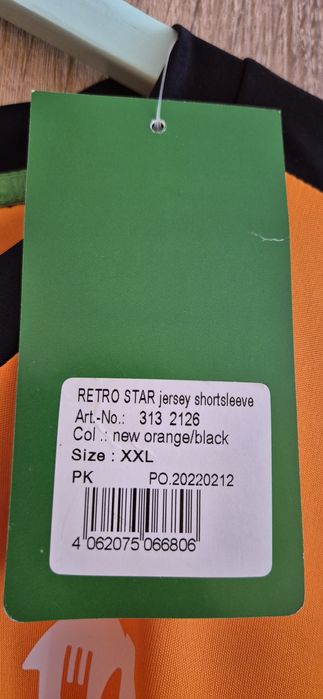 RETRO STAR jersey shortsleeve
Art.-No.: 313 2126
Col .: new orange/black
Size : XXL
PK PO.20220212
4 062075 066806